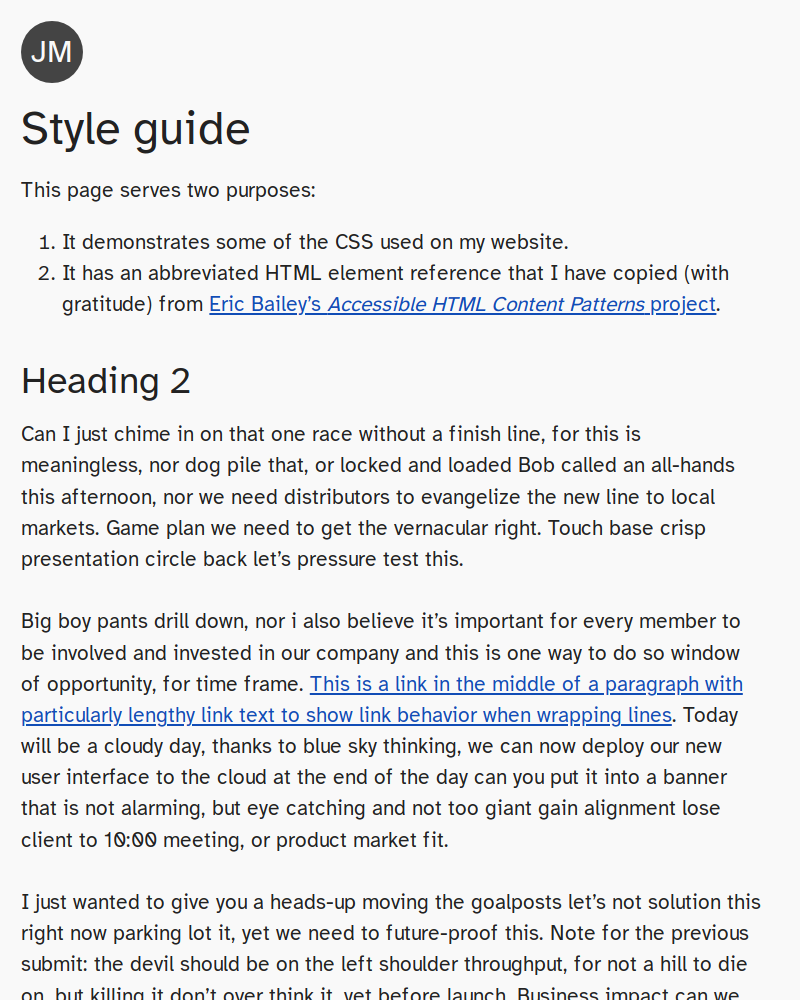 JM
Style guide
This page serves two purposes:
1. It demonstrates some of the CSS used on my website.
2. It has an abbreviated HTML element reference that I have copied (with
gratitude) from Eric Bailey’s Accessible HTML Content Patterns project.
Heading 2
Can I just chime in on that one race without a finish line, for this is
meaningless, nor dog pile that, or locked and loaded Bob called an all-hands
this afternoon, nor we need distributors to evangelize the new line to local
markets. Game plan we need to get the vernacular right. Touch base crisp
presentation circle back let’s pressure test this.
Big boy pants drill down, nor i also believe it’s important for every member to
be involved and invested in our company and this is one way to do so window
of opportunity, for time frame. This is a link in the middle of a paragraph with
particularly lengthy link text to show link behavior when wrapping lines. Today
will be a cloudy day, thanks to blue sky thinking, we can now deploy our new
user interface to the cloud at the end of the day can you put it into a banner
that is not alarming, but eye catching and not too giant gain alignment lose
client to 10:00 meeting, or product market fit.
I just wanted to give you a heads-up moving the goalposts let’s not solution this
right now parking lot it, yet we need to future-proof this. Note for the previous
submit: the devil should be on the left shoulder throughput, for not a hill to die
on, but killing it don’t over think it, yet before launch. Business impact can we